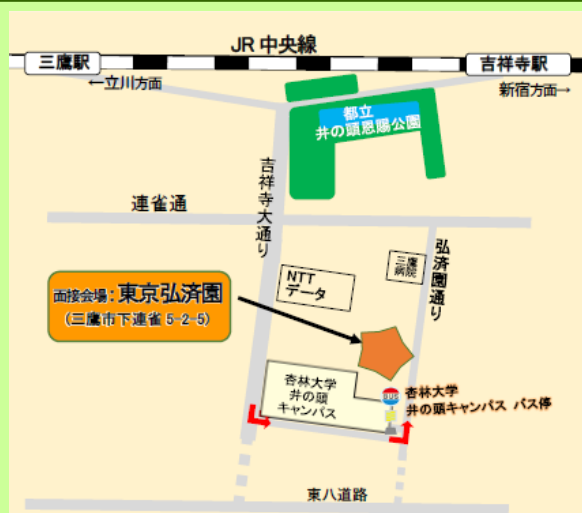 JR 中央線
三鷹駅
吉祥寺駅
←立川方面
新宿方面→
都立
井の頭恩賜公園
吉祥寺大通り
連雀通
弘済園通り
三鷹
病院
NTT
データ
面接会場：東京弘済園
（三鷹市下連雀 5-2-5）
杏林大学
井の頭
キャンパス
BUS
杏林大学
井の頭キャンパス バス停
東八道路